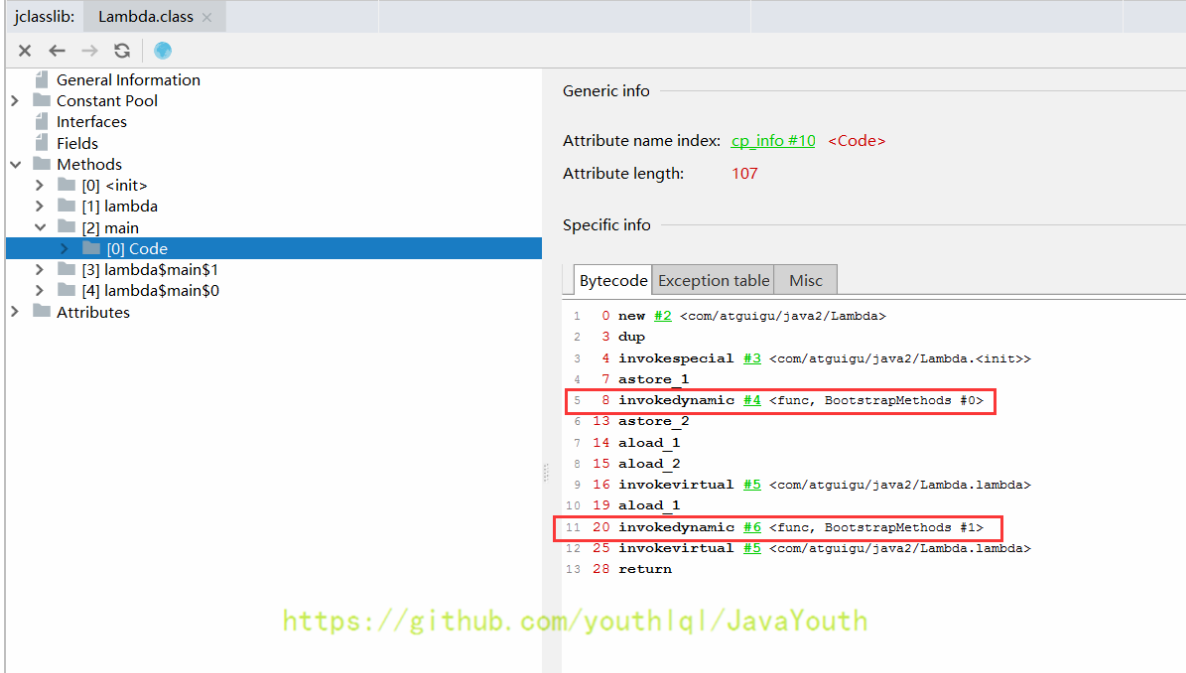 jclasslib: Lambda.class
General Information
Constant Pool
Interfaces
Fields
Methods
[0] <init>
[1] lambda
[2] main
[0] Code
[3] lambda$main$1
[4] lambda$main$0
Attributes
Generic info
Attribute name index: cp_info #10 <Code>
Attribute length: 107
Specific info
Bytecode Exception table Misc
1 0 new #2 <com/atguigu/java2/Lambda>
2 3 dup
3 4 invokespecial #3 <com/atguigu/java2/Lambda.<init>>
4 7 astore_1
5 8 invokedynamic #4 <func, BootstrapMethods #0>
6 13 astore_2
7 14 aload_1
8 15 aload_2
9 16 invokevirtual #5 <com/atguigu/java2/Lambda.lambda>
10 19 aload_1
11 20 invokedynamic #6 <func, BootstrapMethods #1>
12 25 invokevirtual #5 <com/atguigu/java2/Lambda.lambda>
13 28 return
https://github.com/youthlql/JavaYouth